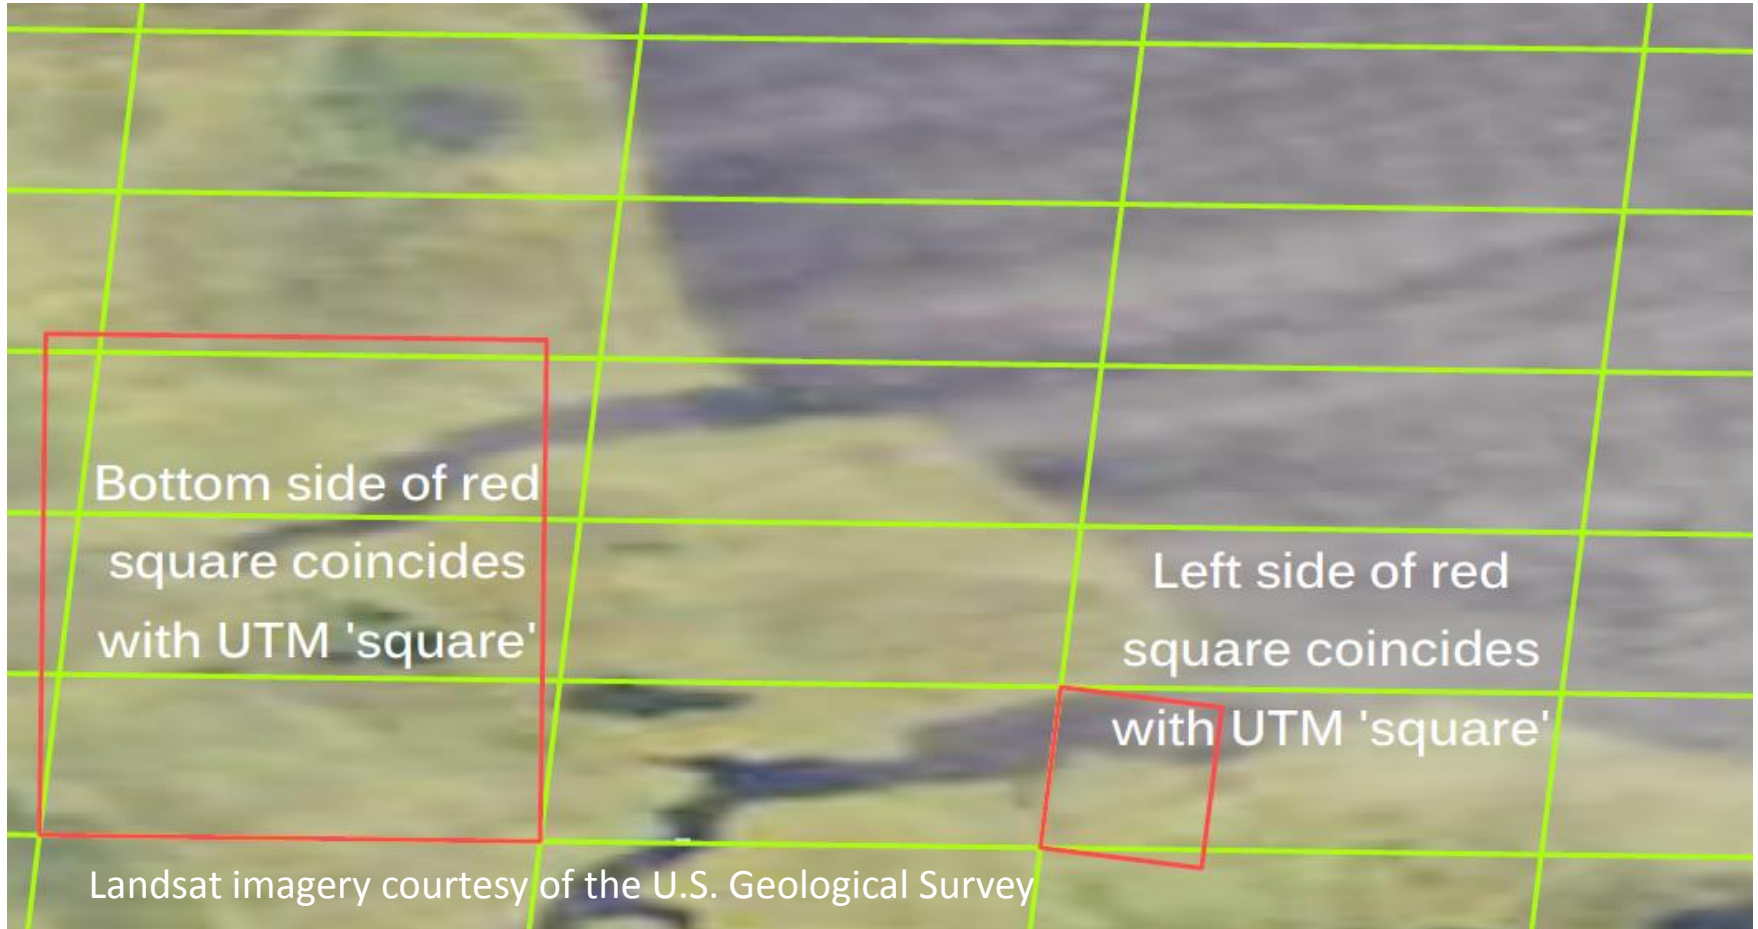 Bottom side of red
square coincides
with UTM 'square'
Left side of red
square coincides
with UTM 'square'
Landsat imagery courtesy of the U.S. Geological Survey